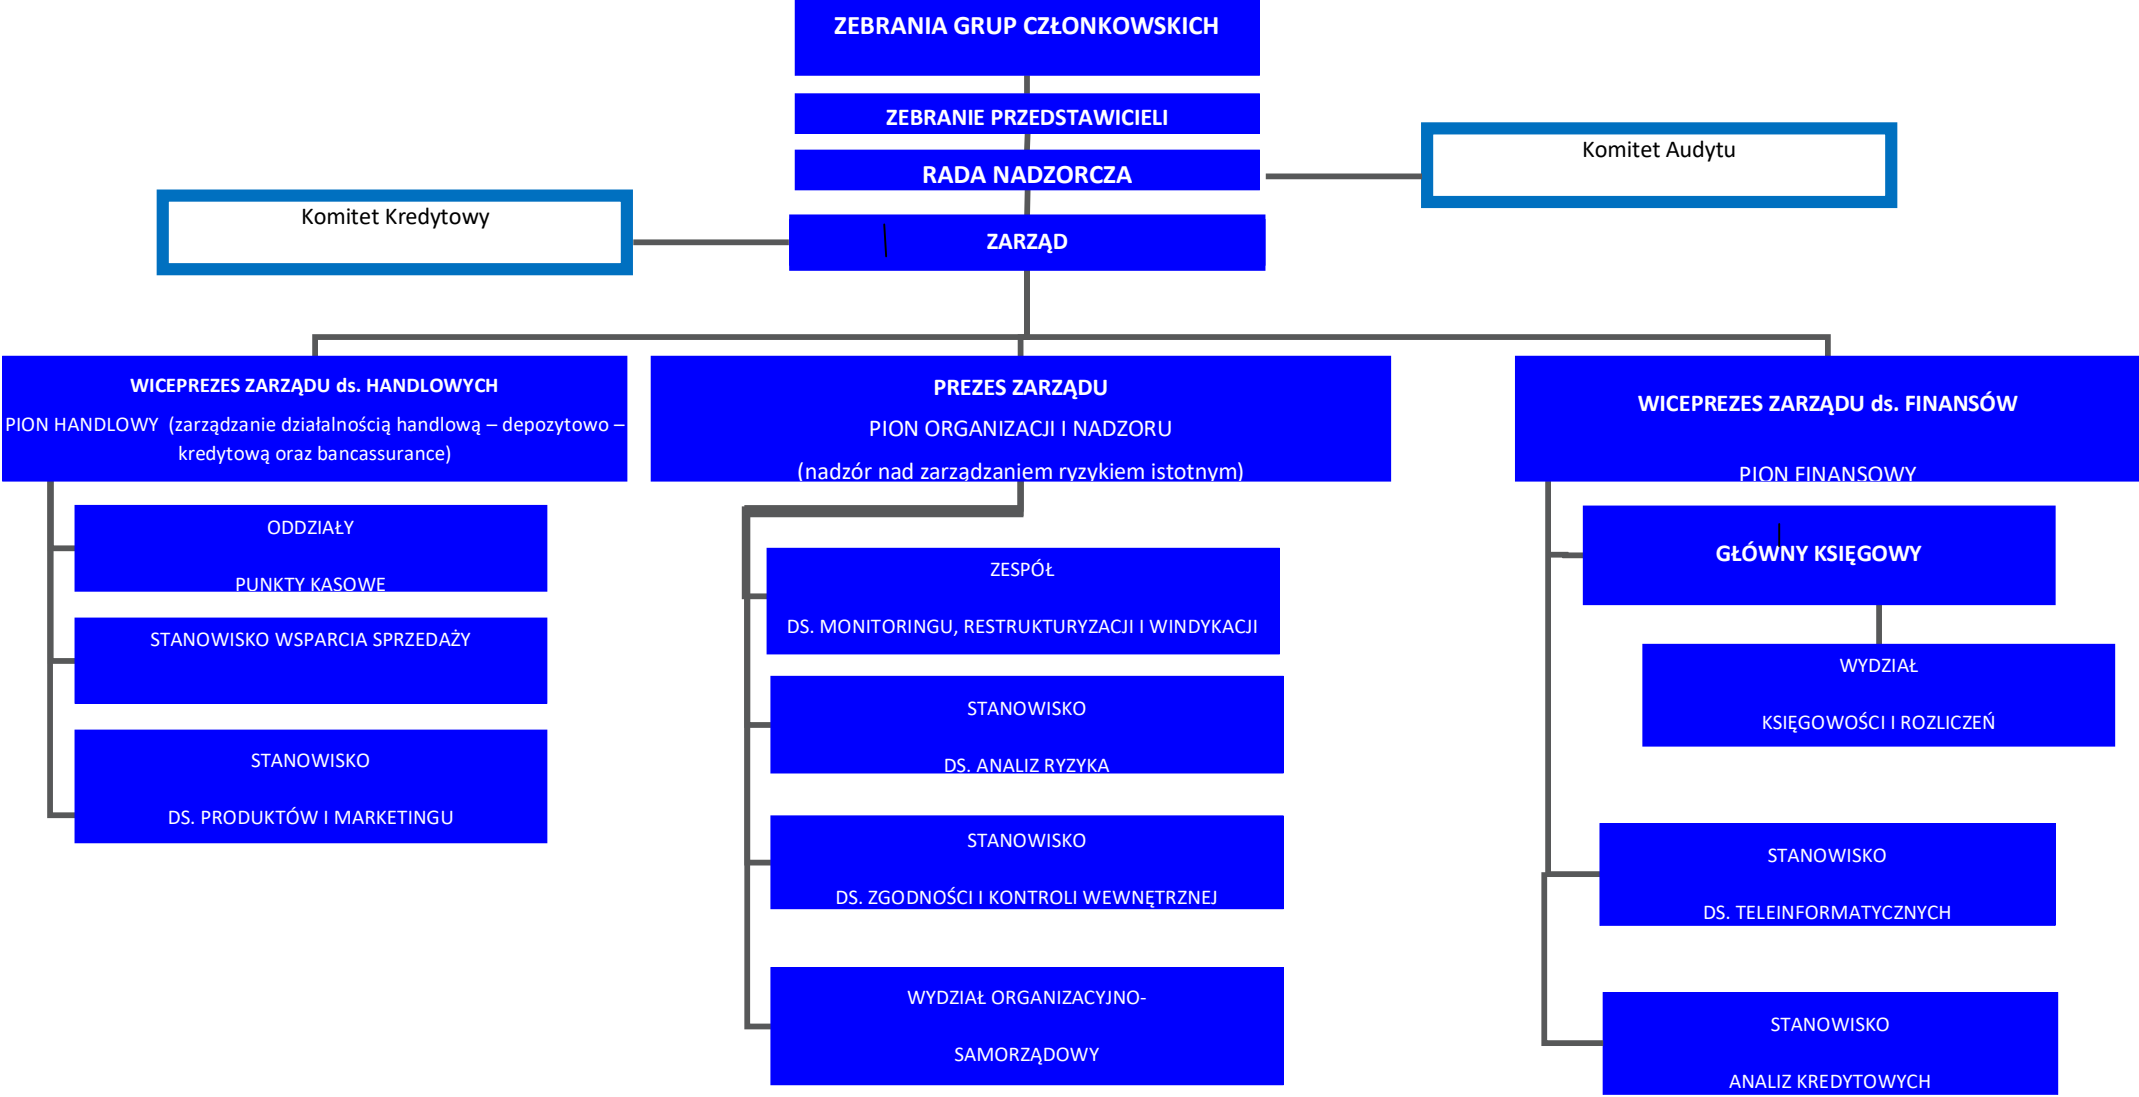 ZEBRANIA GRUP CZŁONKOWSKICH
ZEBRANIE PRZEDSTAWICIELI
Komitet Audytu
RADA NADZORCZA
Komitet Kredytowy
ZARZĄD
WICEPREZES ZARZĄDU ds. HANDLOWYCH
PION HANDLOWY (zarządzanie działalnością handlową – depozytowo –
kredytową oraz bancassurance)
PREZES ZARZĄDU
PION ORGANIZACJI I NADZORU
(nadzór nad zarządzaniem ryzykiem istotnym)
WICEPREZES ZARZĄDU ds. FINANSÓW
PION FINANSOWY
ODDZIAŁY
PUNKTY KASOWE
STANOWISKO WSPARCIA SPRZEDAŻY
STANOWISKO
DS. PRODUKTÓW I MARKETINGU
ZESPÓŁ
DS. MONITORINGU, RESTRUKTURYZACJI I WINDYKACJI
STANOWISKO
DS. ANALIZ RYZYKA
STANOWISKO
DS. ZGODNOŚCI I KONTROLI WEWNĘTRZNEJ
WYDZIAŁ ORGANIZACYJNO-
SAMORZĄDOWY
GŁÓWNY KSIĘGOWY
WYDZIAŁ
KSIĘGOWOŚCI I ROZLICZEŃ
STANOWISKO
DS. TELEINFORMATYCZNYCH
STANOWISKO
ANALIZ KREDYTOWYCH